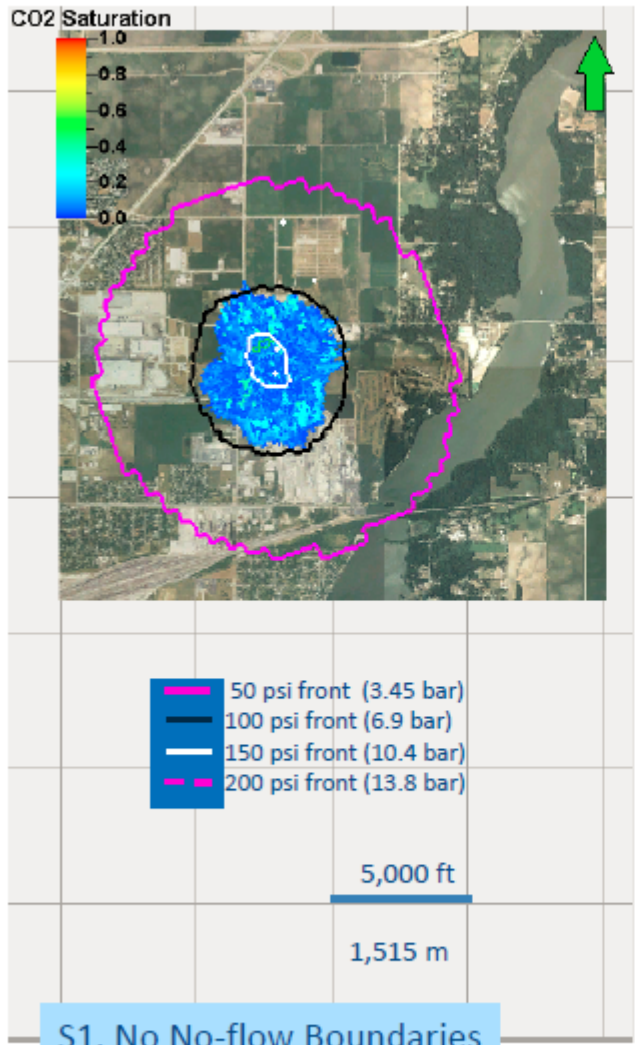 CO2 Saturation
1.0
0.8
0.6
0.4
0.2
0.0
50 psi front (3.45 bar)
100 psi front (6.9 bar)
150 psi front (10.4 bar)
200 psi front (13.8 bar)
5,000 ft
1,515 m
S1. No No-flow Boundaries